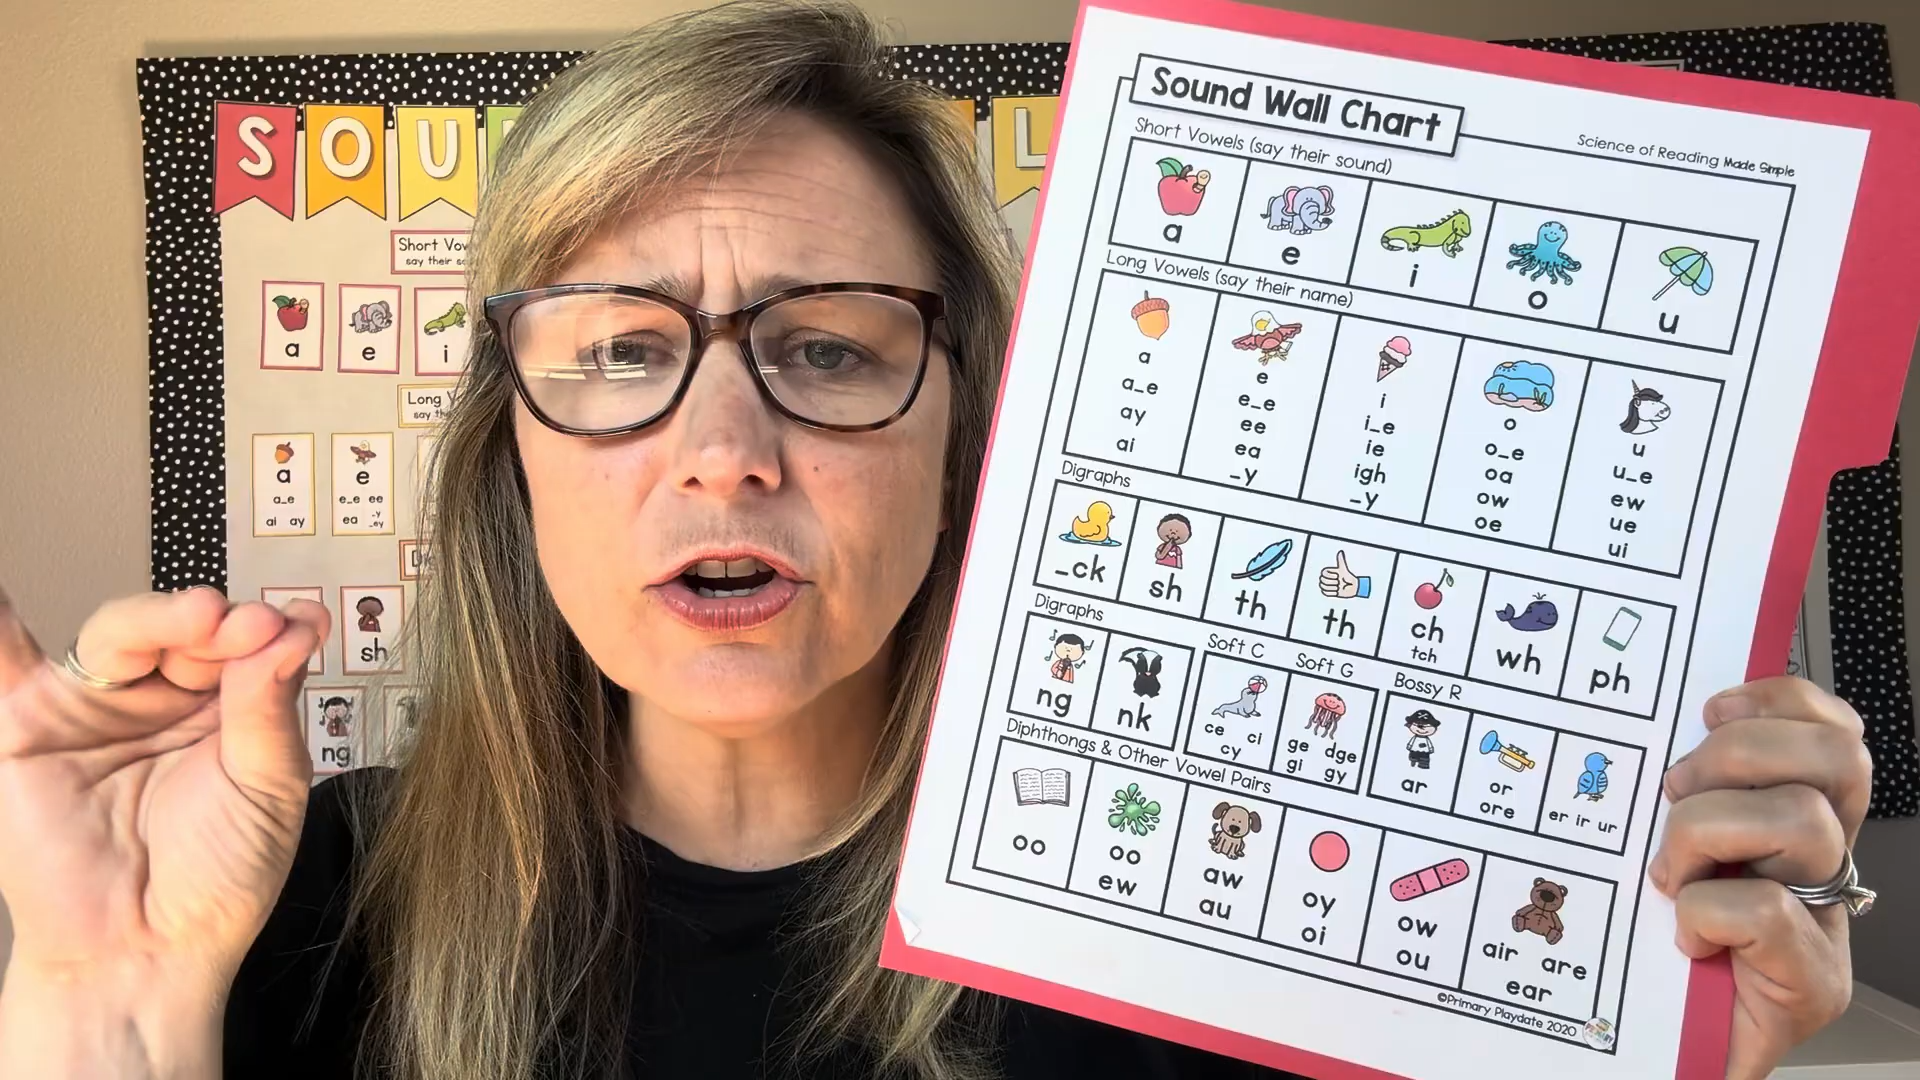 SOU L
Short Vow
say their so
a e i
Long V
say the
a e
a_e e_e ee
ai ay ea _y _ey
sh
ng
Sound Wall Chart
Science of Reading Made Simple
Short Vowels (say their sound)
a e i o u
Long Vowels (say their name)
a e i o u
a_e e_e i_e o_e u_e
ay ee ie oa ew
ai ea igh ow ue
_y _y oe ui
Digraphs
_ck sh th th ch wh ph
tch
Digraphs Soft C Soft G Bossy R
ng nk ce ci ge dge ar or er ir ur
cy gi gy ore
Diphthongs & Other Vowel Pairs
oo oo aw oy ow air are
ew au oi ou ear
©Primary Playdate 2020